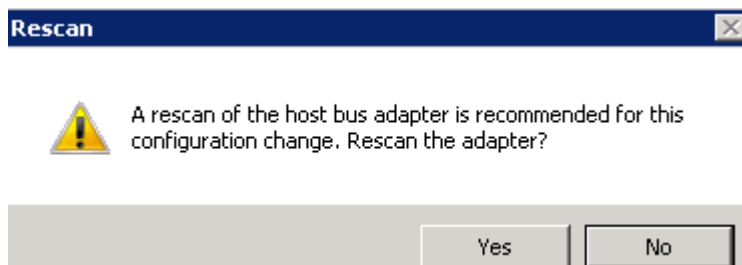 Rescan
A rescan of the host bus adapter is recommended for this
configuration change. Rescan the adapter?
Yes No